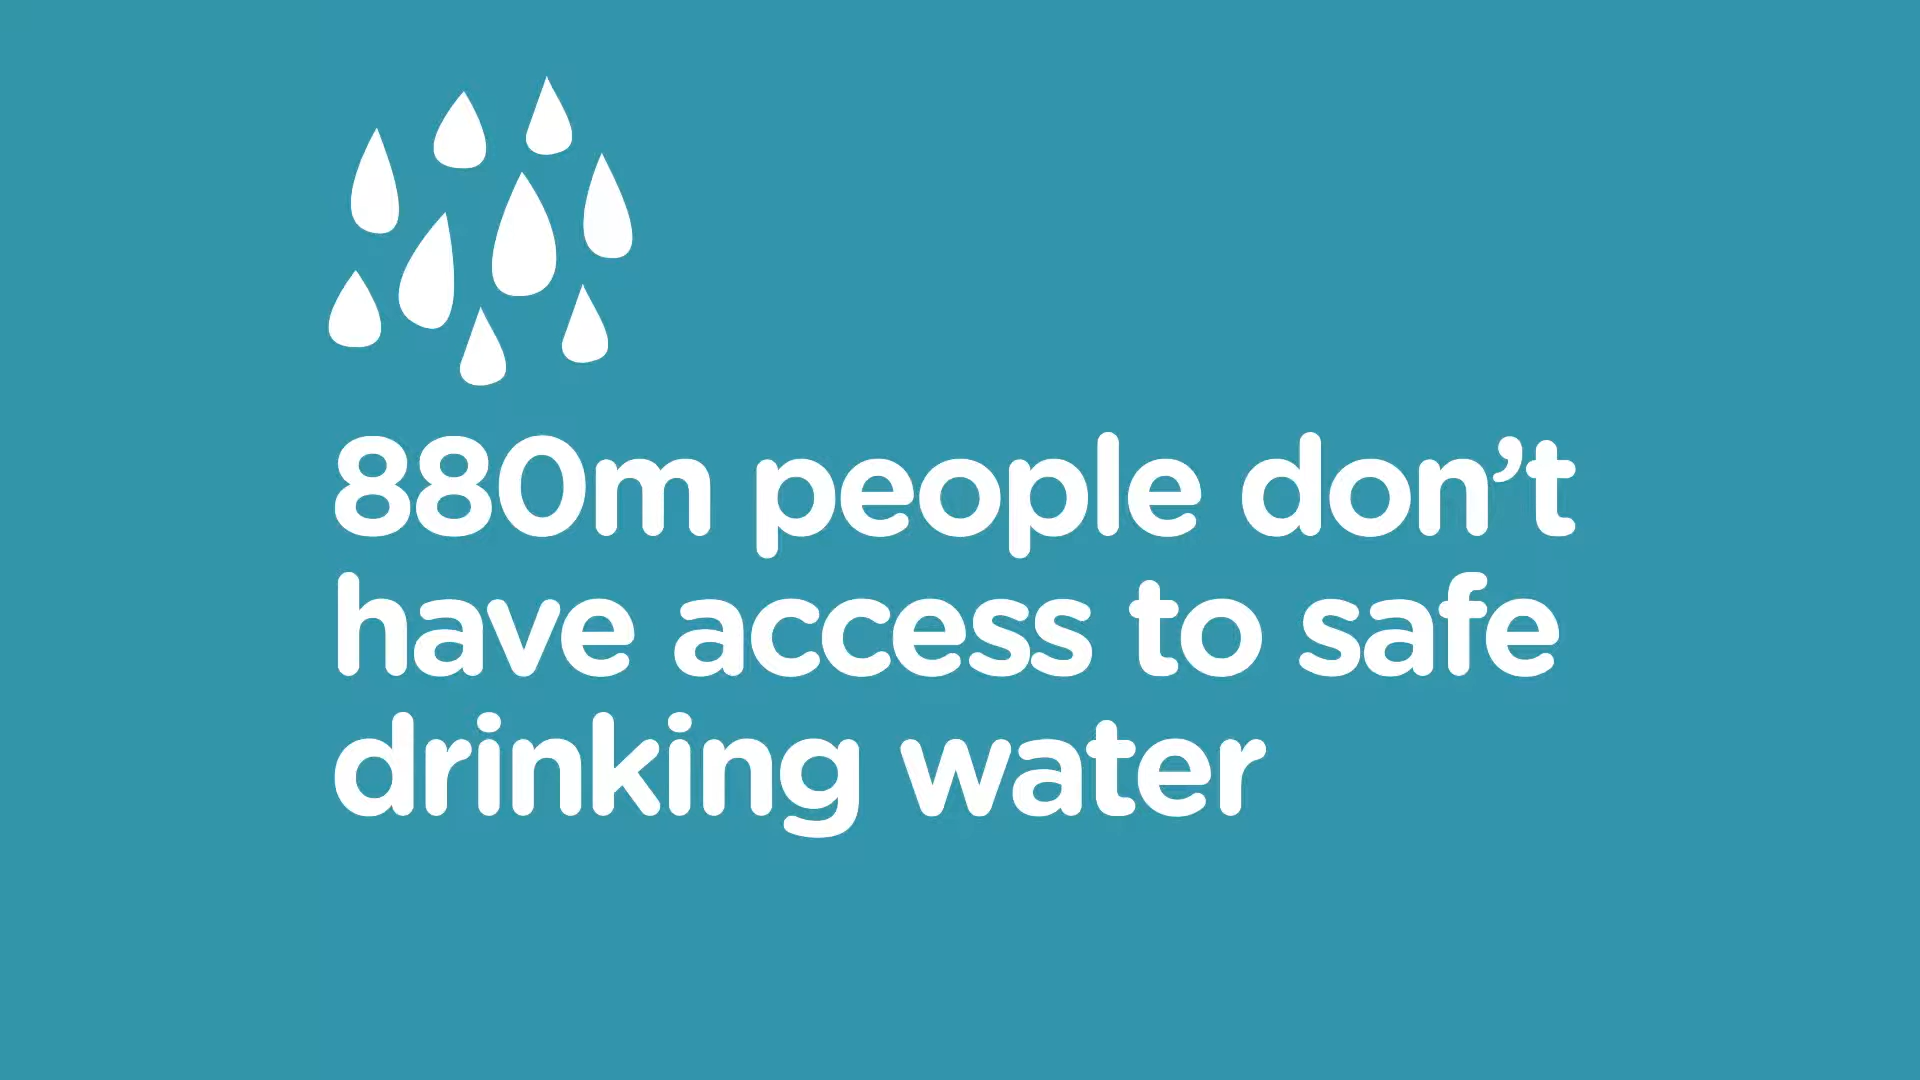 880m people don’t
have access to safe
drinking water